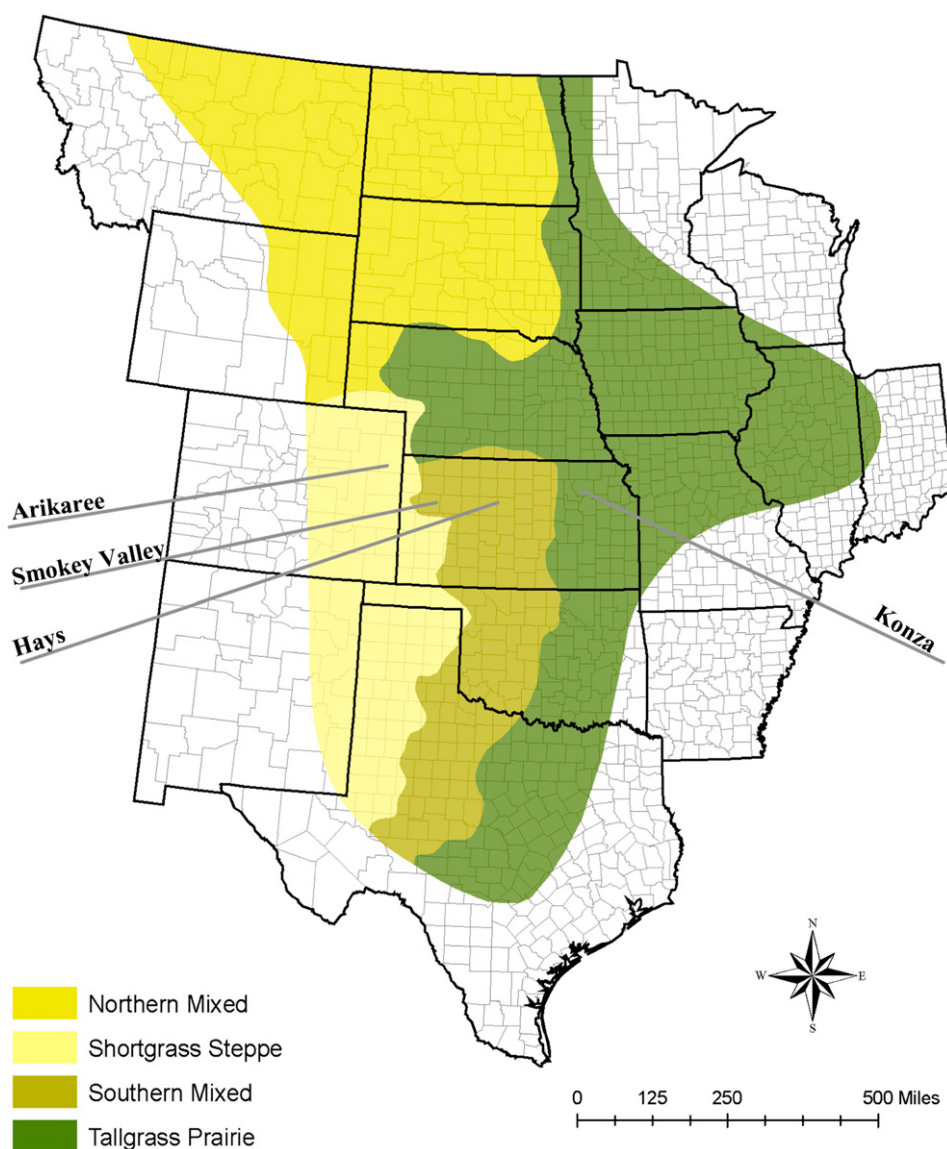 Arikaree
Smokey Valley
Hays
Konza
N
W E
S
Northern Mixed
Shortgrass Steppe
Southern Mixed
Tallgrass Prairie
0 125 250 500 Miles